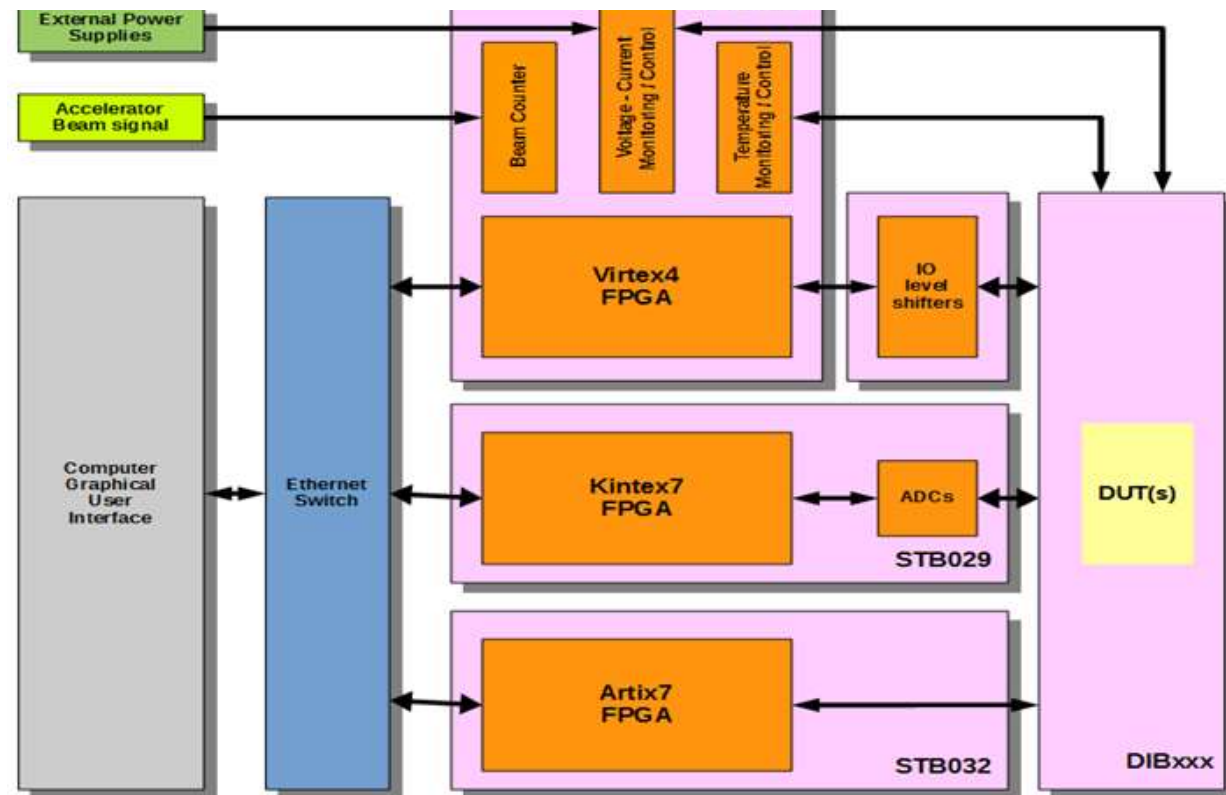 External Power
Supplies
Accelerator
Beam signal
Beam Counter
Voltage - Current
Monitoring / Control
Temperature
Monitoring / Control
Virtex4
FPGA
IO
level
shifters
Computer
Graphical
User
Interface
Ethernet
Switch
Kintex7
FPGA
ADCs
STB029
DUT(s)
Artix7
FPGA
STB032
DIBxxx